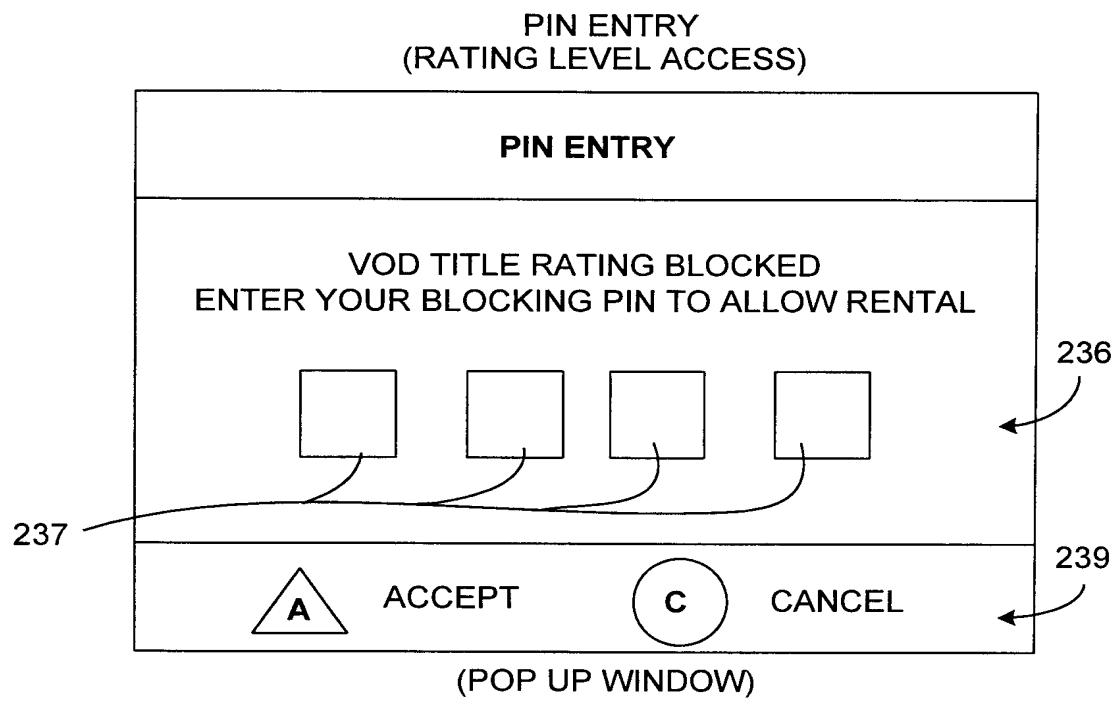 PIN ENTRY
(RATING LEVEL ACCESS)
PIN ENTRY
VOD TITLE RATING BLOCKED
ENTER YOUR BLOCKING PIN TO ALLOW RENTAL
236
237
239
A ACCEPT C CANCEL
(POP UP WINDOW)